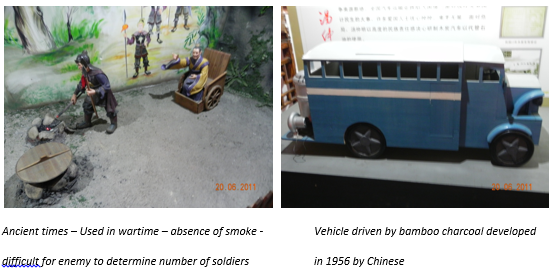 20.06.2011
20.06.2011
Ancient times – Used in wartime – absence of smoke -
difficult for enemy to determine number of soldiers
Vehicle driven by bamboo charcoal developed
in 1956 by Chinese